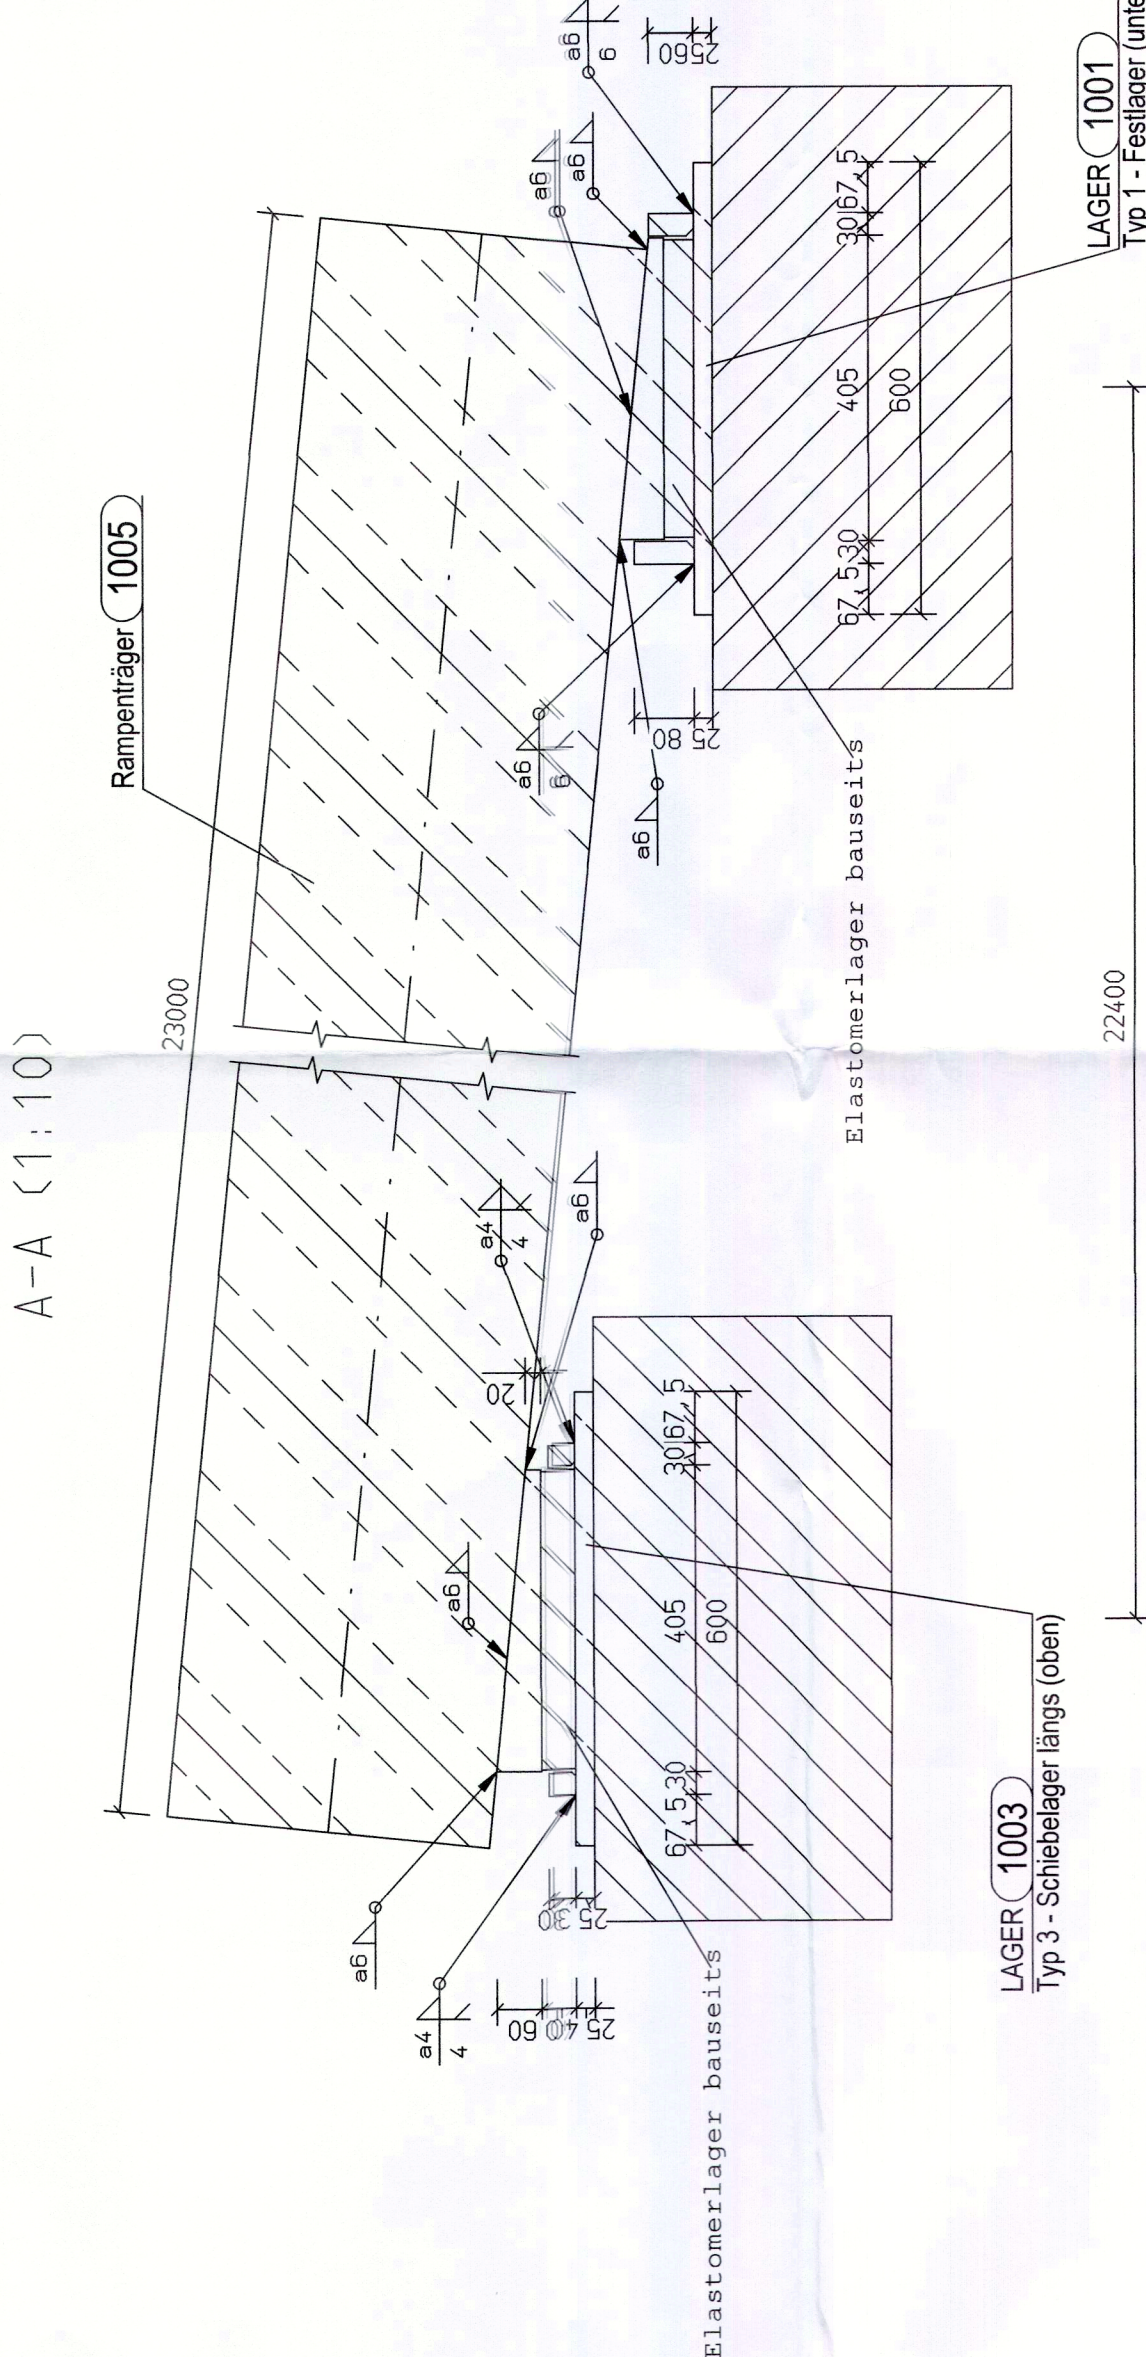 A-A (1:10)
23000
Rampenträger 1005
a6
a4
4
a6
a4
4
20
a6
a6
a6
6
a6
a6
a6
a6
6
60
40
25
30
25
25 80
25 60
67,5 30 405 30 67,5
600
67,5 30 405 30 67,5
600
Elastomerlager bauseits
Elastomerlager bauseits
LAGER 1003
Typ 3 - Schiebelager längs (oben)
LAGER 1001
Typ 1 - Festlager (unte
22400